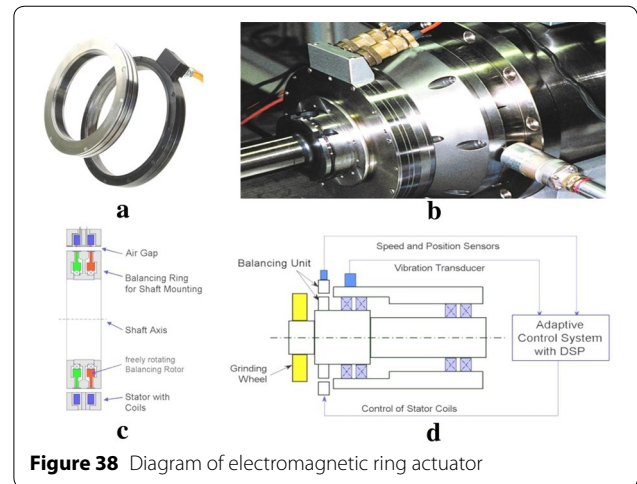 a
b
Air Gap
Balancing Ring
for Shaft Mounting
Shaft Axis
freely rotating
Balancing Rotor
Stator with
Coils
c
Speed and Position Sensors
Balancing Unit
Vibration Transducer
Adaptive
Control System
with DSP
Grinding
Wheel
Control of Stator Coils
d
Figure 38 Diagram of electromagnetic ring actuator